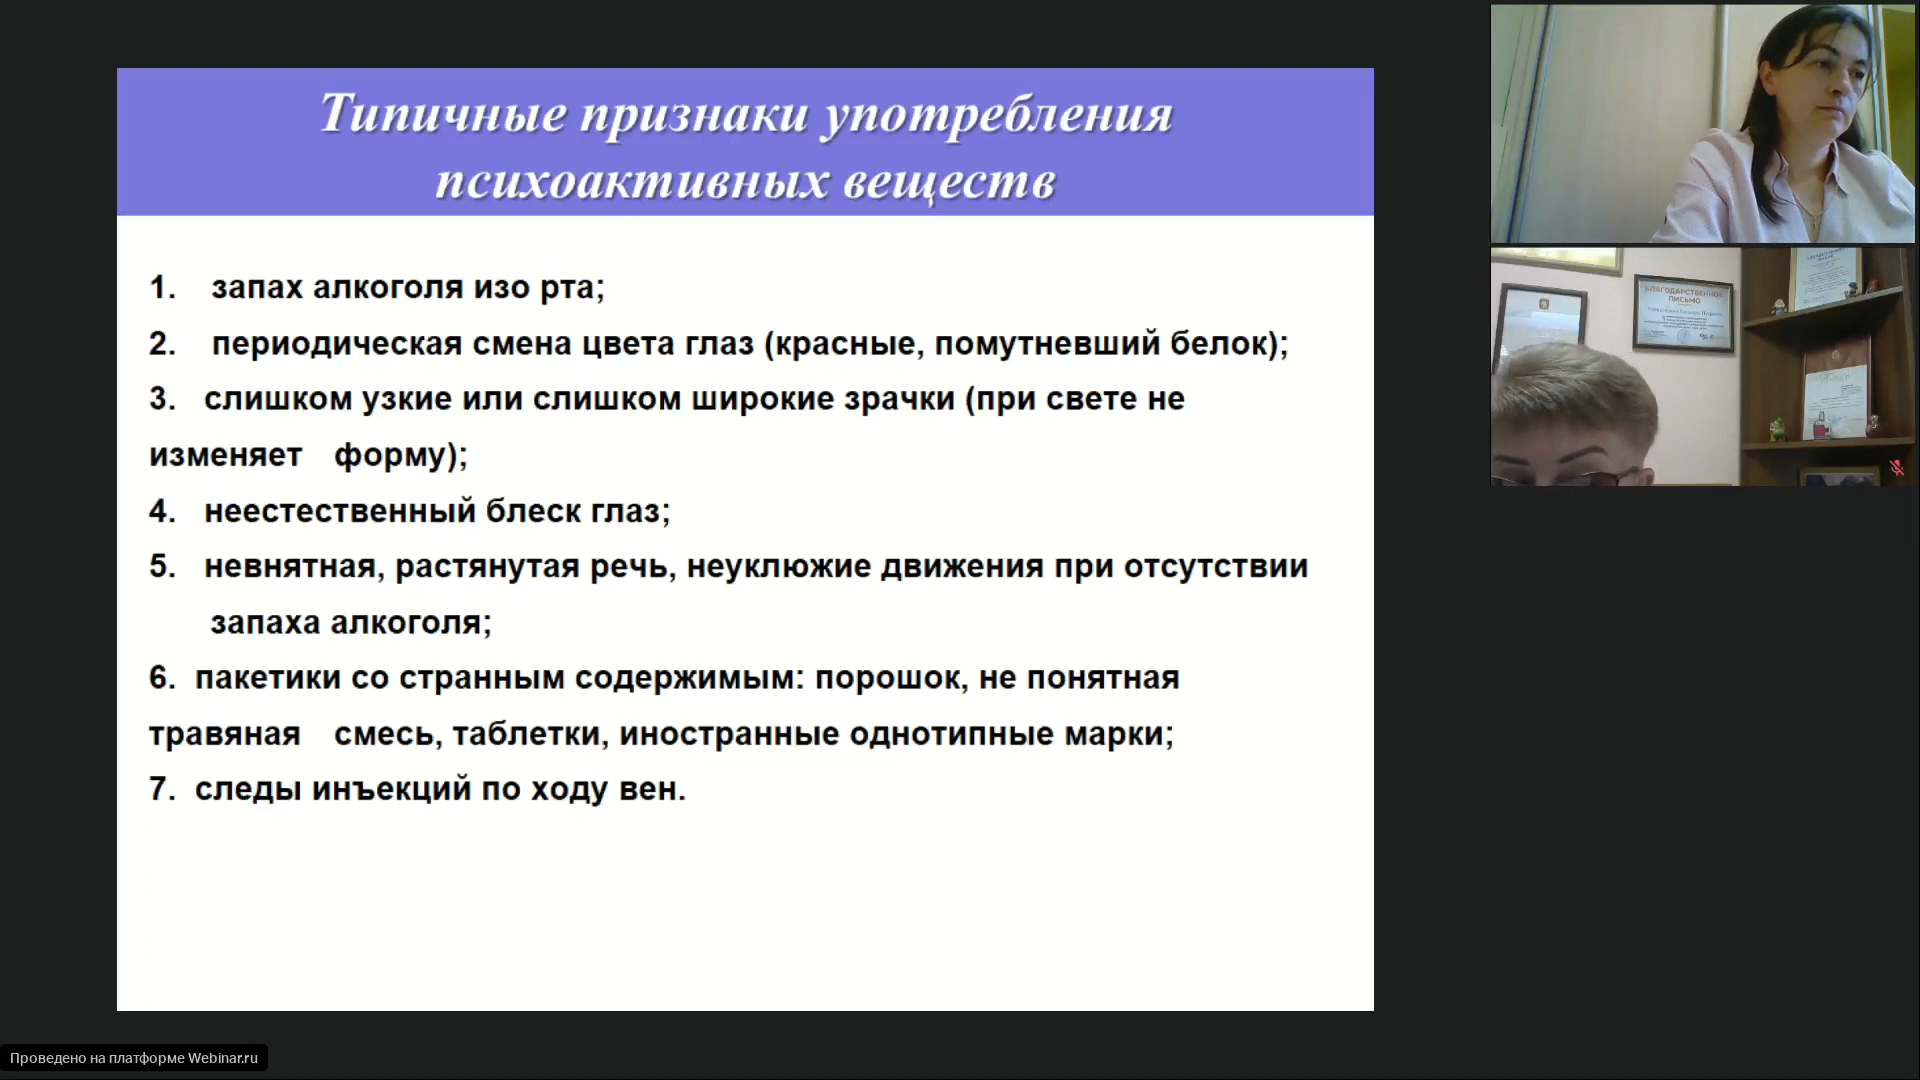 Типичные признаки употребления
психоактивных веществ
1. запах алкоголя изо рта;
2. периодическая смена цвета глаз (красные, помутневший белок);
3. слишком узкие или слишком широкие зрачки (при свете не
изменяет форму);
4. неестественный блеск глаз;
5. невнятная, растянутая речь, неуклюжие движения при отсутствии
запаха алкоголя;
6. пакетики со странным содержимым: порошок, не понятная
травяная смесь, таблетки, иностранные однотипные марки;
7. следы инъекций по ходу вен.
БЛАГОДАРСТВЕННОЕ
ПИСЬМО
Проведено на платформе Webinar.ru